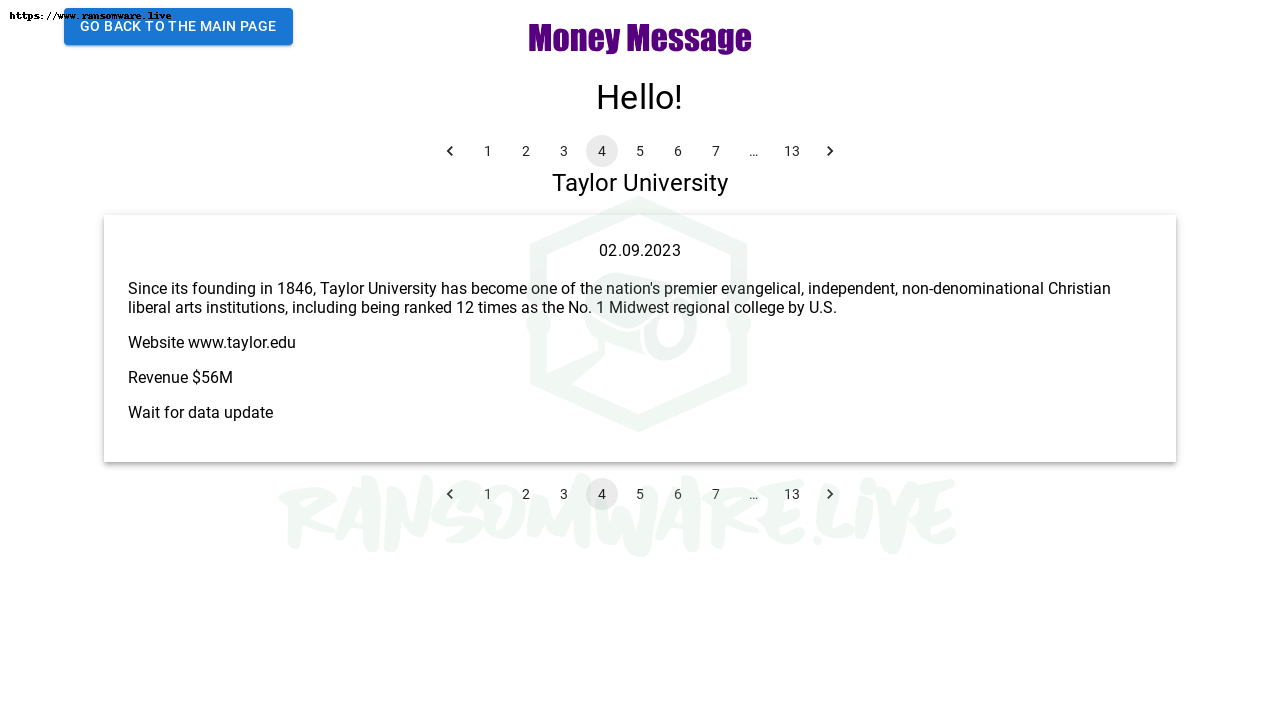 https://www.ransomware.live
GO BACK TO THE MAIN PAGE
Money Message
Hello!
1 2 3 4 5 6 7 … 13
Taylor University
02.09.2023
Since its founding in 1846, Taylor University has become one of the nation's premier evangelical, independent, non-denominational Christian
liberal arts institutions, including being ranked 12 times as the No. 1 Midwest regional college by U.S.
Website www.taylor.edu
Revenue $56M
Wait for data update
1 2 3 4 5 6 7 … 13
RANSOMWARE.LIVE